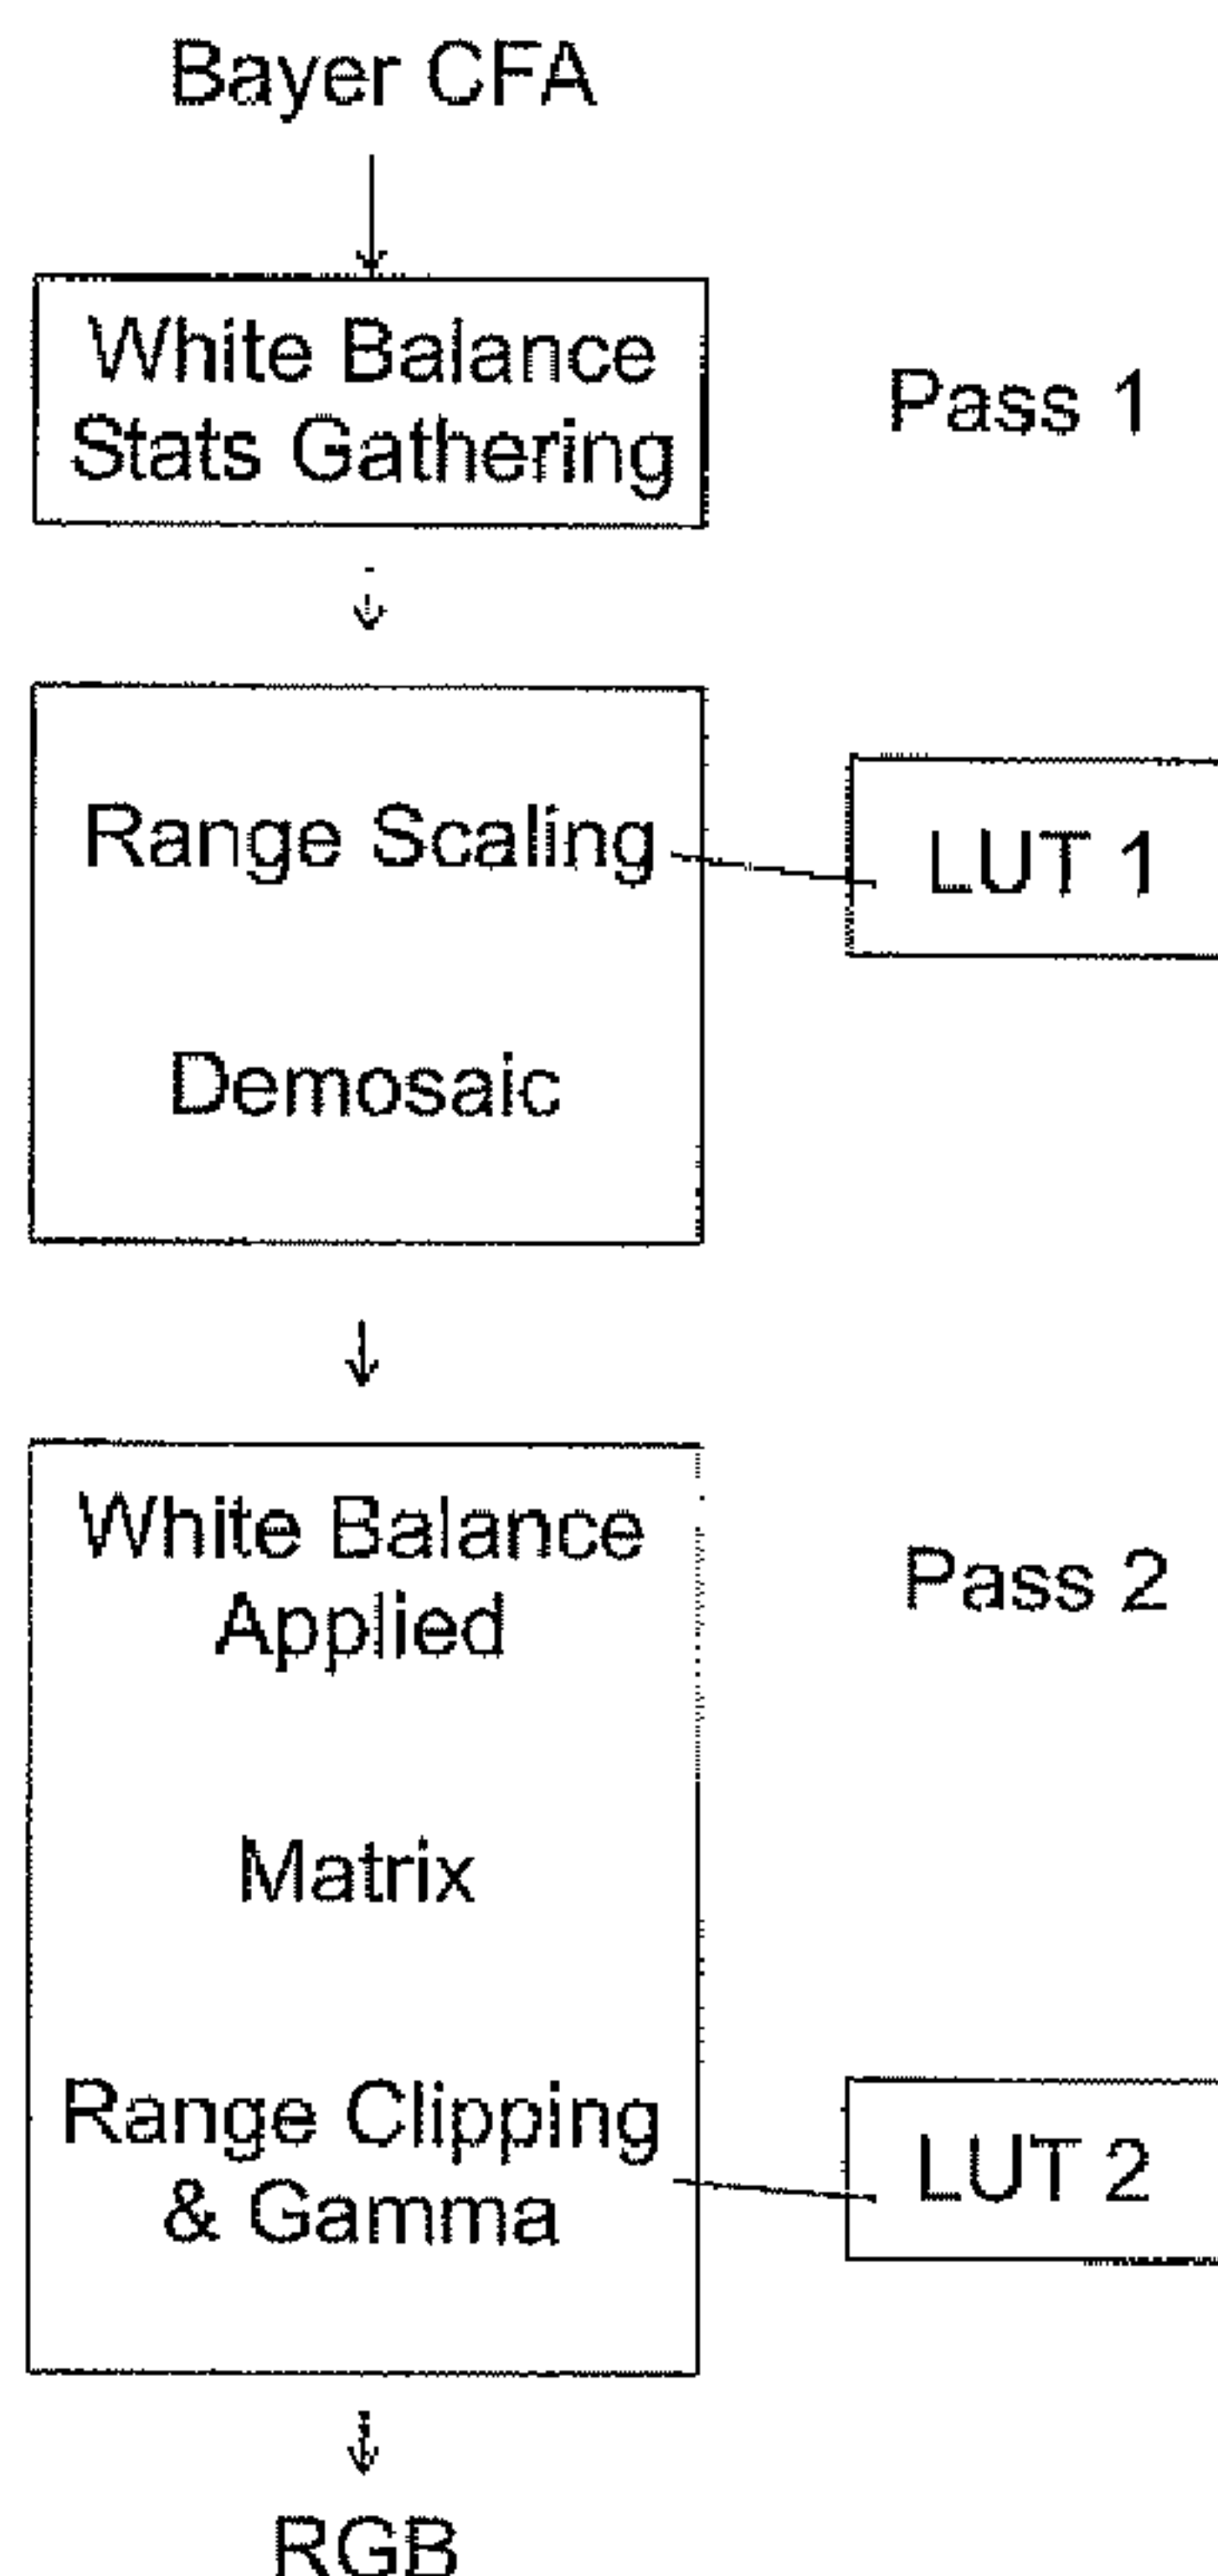 Bayer CFA
White Balance
Stats Gathering
Pass 1
Range Scaling
LUT 1
Demosaic
White Balance
Applied
Pass 2
Matrix
Range Clipping
& Gamma
LUT 2
RGB